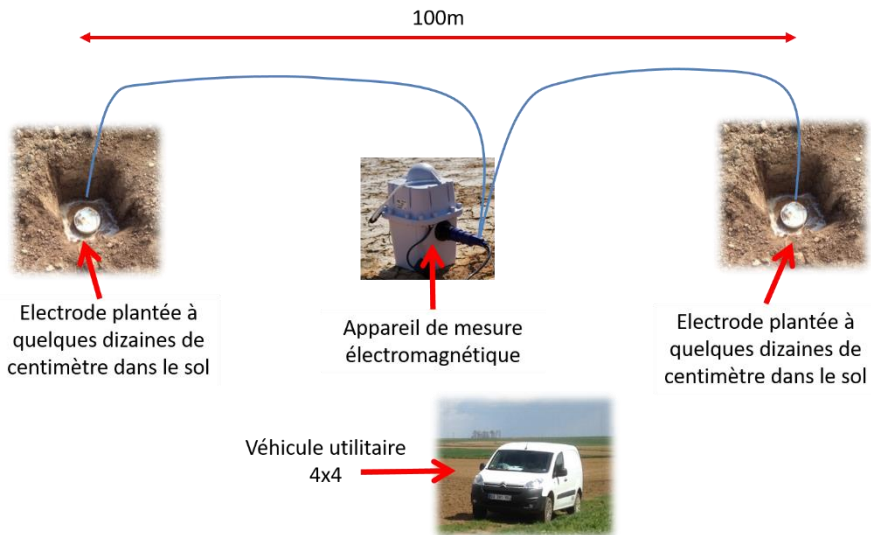 100m
Electrode plantée à
quelques dizaines de
centimètre dans le sol
Appareil de mesure
électromagnétique
Electrode plantée à
quelques dizaines de
centimètre dans le sol
Véhicule utilitaire
4x4